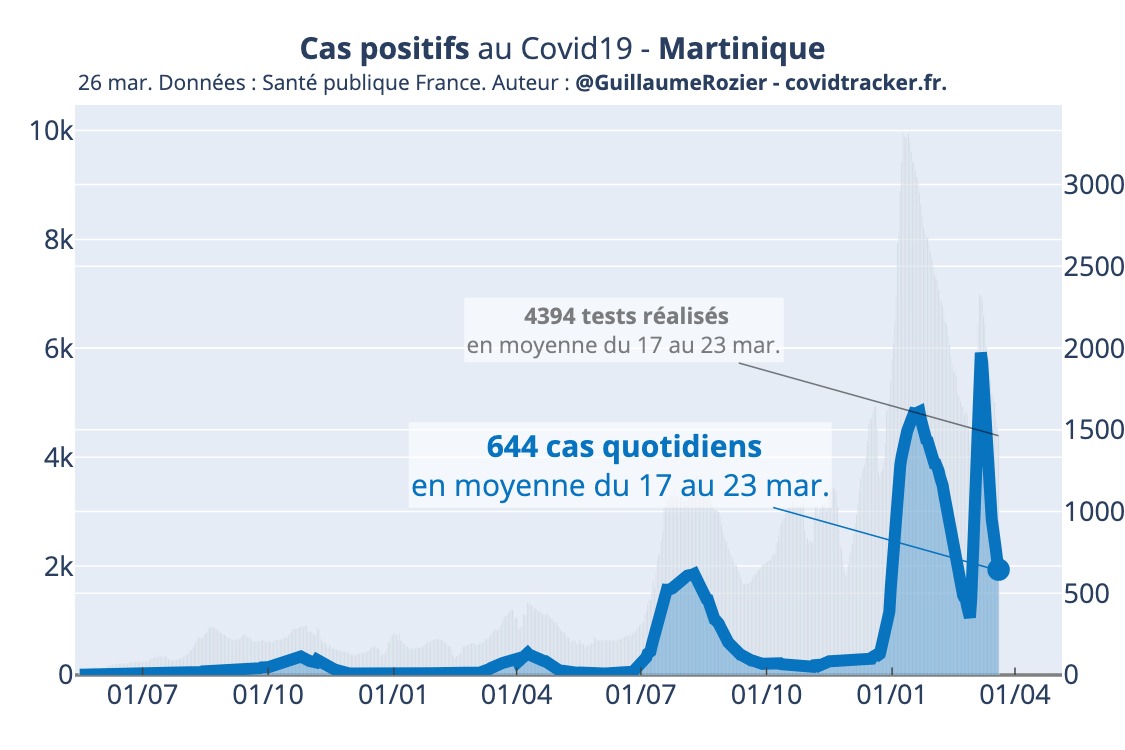 Cas positifs au Covid19 - Martinique
26 mar. Données : Santé publique France. Auteur : @GuillaumeRozier - covidtracker.fr.
10k
8k
6k
4k
2k
0
3000
2500
2000
1500
1000
500
0
4394 tests réalisés
en moyenne du 17 au 23 mar.
644 cas quotidiens
en moyenne du 17 au 23 mar.
01/07 01/10 01/01 01/04 01/07 01/10 01/01 01/04